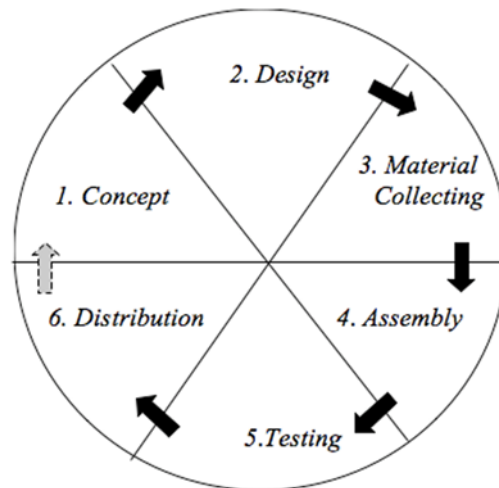 1. Concept
2. Design
3. Material
Collecting
4. Assembly
5.Testing
6. Distribution